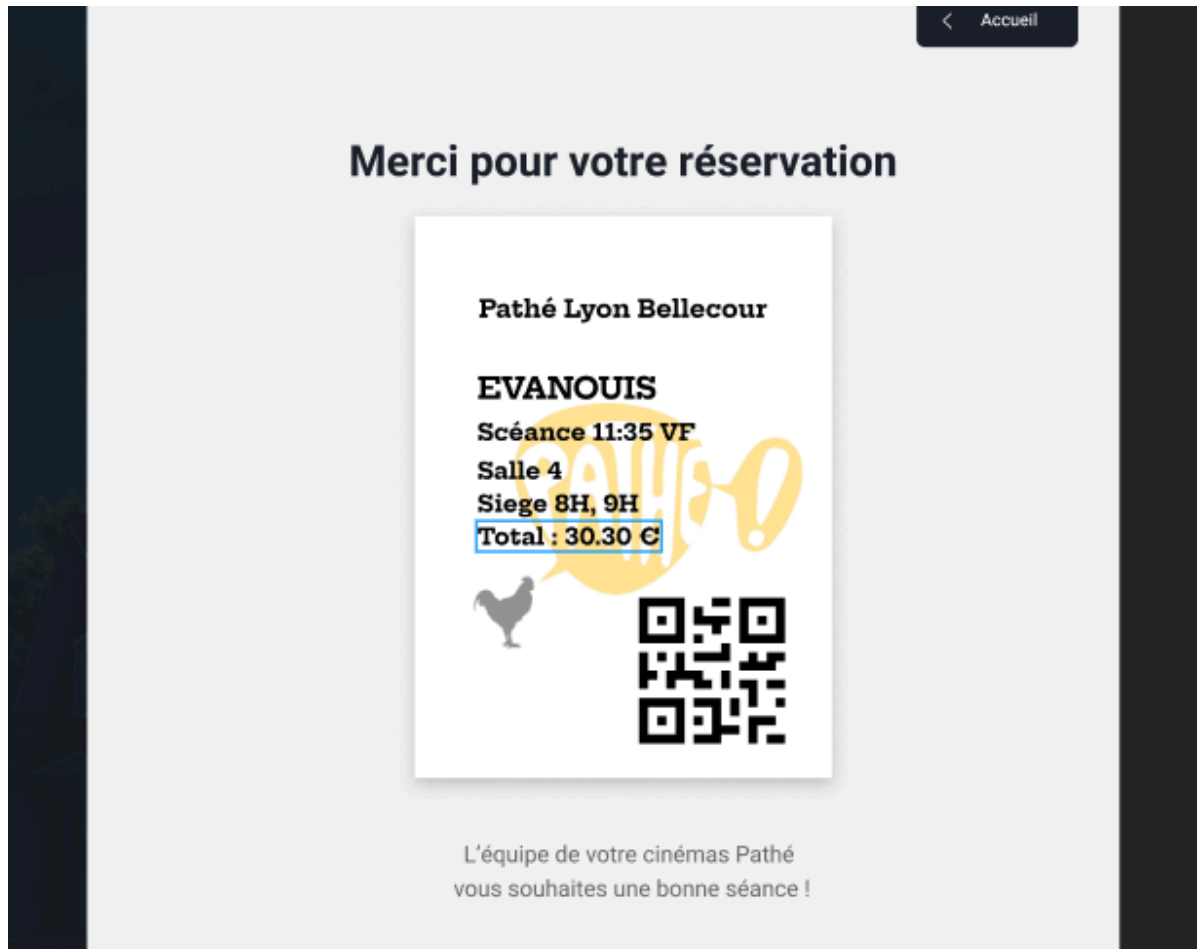 Accueil
Merci pour votre réservation
Pathé Lyon Bellecour
EVANOUIS
Scéance 11:35 VF
Salle 4
Siege 8H, 9H
Total : 30.30 €
PATHE!
L'équipe de votre cinémas Pathé
vous souhaites une bonne séance !